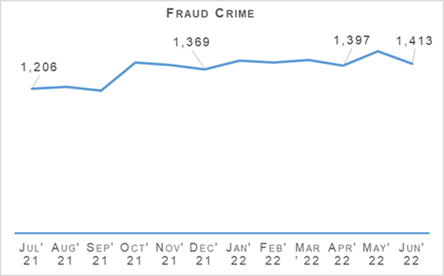 FRAUD CRIME
1,206
1,369
1,397
1,413
JUL' AUG' SEP' OCT' NOV' DEC' JAN' FEB' MAR APR' MAY' JUN'
21 21 21 21 21 21 22 22 ' 22 22 22 22